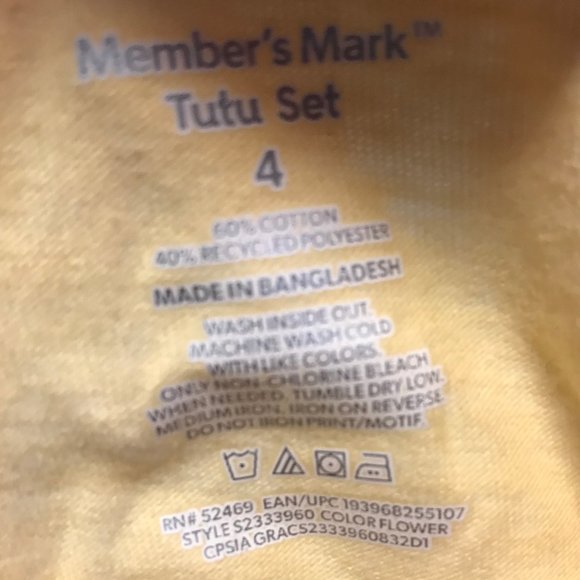 Member's Mark™
Tutu Set
4
60% COTTON
40% RECYCLED POLYESTER
MADE IN BANGLADESH
WASH INSIDE OUT.
MACHINE WASH COLD
WITH LIKE COLORS.
ONLY NON-CHLORINE BLEACH
WHEN NEEDED. TUMBLE DRY LOW.
MEDIUM IRON. IRON ON REVERSE.
DO NOT IRON PRINT/MOTIF.
RN# 52469 EAN/UPC 193968255107
STYLE S2333960 COLOR FLOWER
CPSIA GRACS2333960832D1